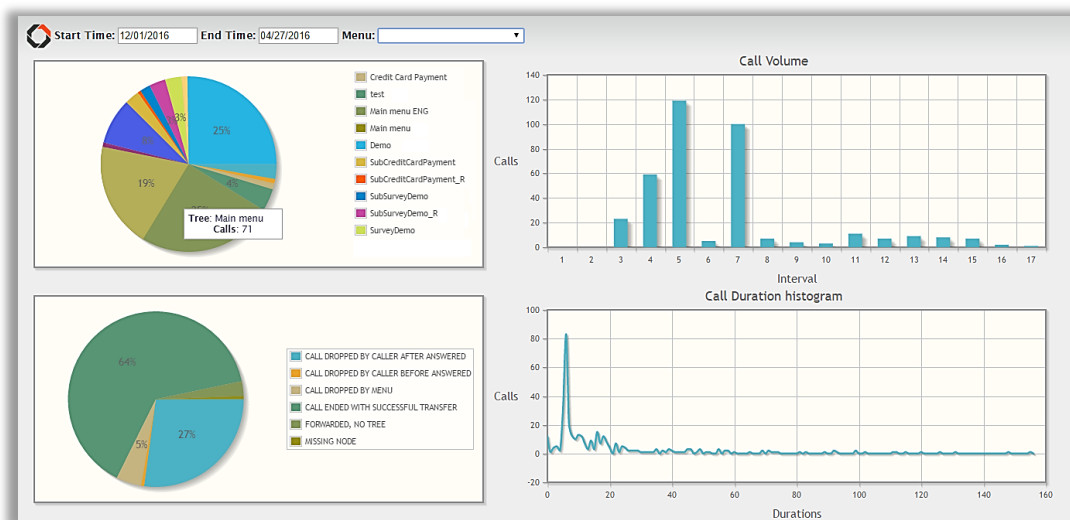 Start Time: 12/01/2016 End Time: 04/27/2016 Menu:
25%
3%
4%
19%
Tree: Main menu
Calls: 71
Credit Card Payment
test
Main menu ENG
Main menu
Demo
SubCreditCardPayment
SubCreditCardPayment_R
SubSurveyDemo
SubSurveyDemo_R
SurveyDemo
Call Volume
Calls
140
120
100
80
60
40
20
0
1 2 3 4 5 6 7 8 9 10 11 12 13 14 15 16 17
Interval
64%
5%
27%
CALL DROPPED BY CALLER AFTER ANSWERED
CALL DROPPED BY CALLER BEFORE ANSWERED
CALL DROPPED BY MENU
CALL ENDED WITH SUCCESSFUL TRANSFER
FORWARDED, NO TREE
MISSING NODE
Call Duration histogram
Calls
100
80
60
40
20
0
-20
0 20 40 60 80 100 120 140 160
Durations